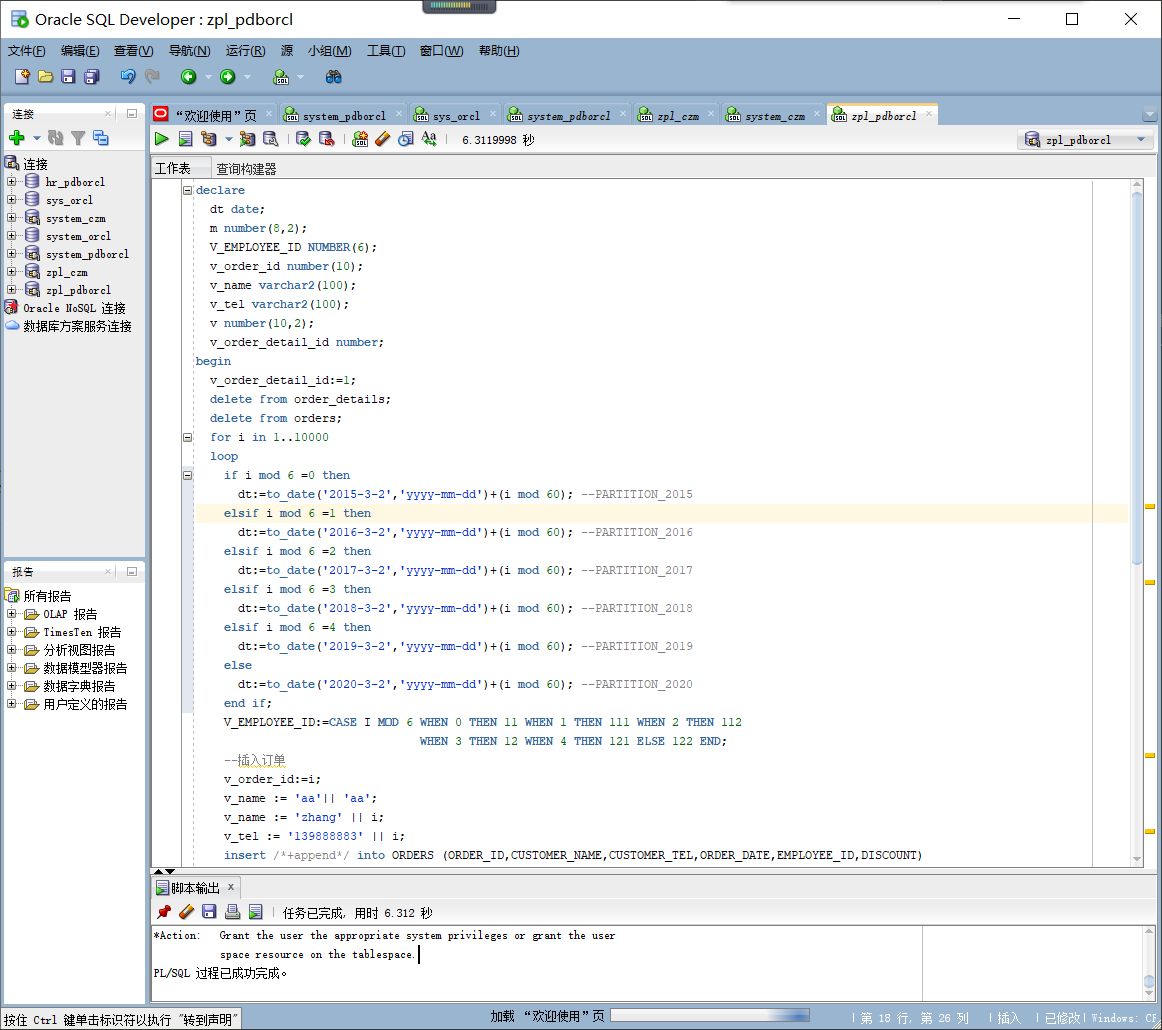 Oracle SQL Developer : zpl_pdborcl
文件(F) 编辑(E) 查看(V) 导航(N) 运行(R) 源 小组(M) 工具(T) 窗口(W) 帮助(H)
连接
连接
hr_pdborcl
sys_orcl
system_czm
system_orcl
system_pdborcl
zpl_czm
zpl_pdborcl
Oracle NoSQL 连接
数据库方案服务连接
报告
所有报告
OLAP 报告
TimesTen 报告
分析视图报告
数据模型器报告
数据字典报告
用户定义的报告
“欢迎使用”页 system_pdborcl sys_orcl system_pdborcl zpl_czm system_czm zpl_pdborcl
6.3119998 秒 zpl_pdborcl
工作表 查询构建器
declare
dt date;
m number(8,2);
V_EMPLOYEE_ID NUMBER(6);
v_order_id number(10);
v_name varchar2(100);
v_tel varchar2(100);
v number(10,2);
v_order_detail_id number;
begin
v_order_detail_id:=1;
delete from order_details;
delete from orders;
for i in 1..10000
loop
if i mod 6 =0 then
dt:=to_date('2015-3-2','yyyy-mm-dd')+(i mod 60); --PARTITION_2015
elsif i mod 6 =1 then
dt:=to_date('2016-3-2','yyyy-mm-dd')+(i mod 60); --PARTITION_2016
elsif i mod 6 =2 then
dt:=to_date('2017-3-2','yyyy-mm-dd')+(i mod 60); --PARTITION_2017
elsif i mod 6 =3 then
dt:=to_date('2018-3-2','yyyy-mm-dd')+(i mod 60); --PARTITION_2018
elsif i mod 6 =4 then
dt:=to_date('2019-3-2','yyyy-mm-dd')+(i mod 60); --PARTITION_2019
else
dt:=to_date('2020-3-2','yyyy-mm-dd')+(i mod 60); --PARTITION_2020
end if;
V_EMPLOYEE_ID:=CASE I MOD 6 WHEN 0 THEN 11 WHEN 1 THEN 111 WHEN 2 THEN 112
WHEN 3 THEN 12 WHEN 4 THEN 121 ELSE 122 END;
--插入订单
v_order_id:=i;
v_name := 'aa'|| 'aa';
v_name := 'zhang' || i;
v_tel := '139888883' || i;
insert /*+append*/ into ORDERS (ORDER_ID,CUSTOMER_NAME,CUSTOMER_TEL,ORDER_DATE,EMPLOYEE_ID,DISCOUNT)
脚本输出
任务已完成, 用时 6.312 秒
*Action: Grant the user the appropriate system privileges or grant the user
space resource on the tablespace.
PL/SQL 过程已成功完成。
按住 Ctrl 键单击标识符以执行 "转到声明" 加载 “欢迎使用”页 第 18 行, 第 26 列 插入 已修改 Windows: CR